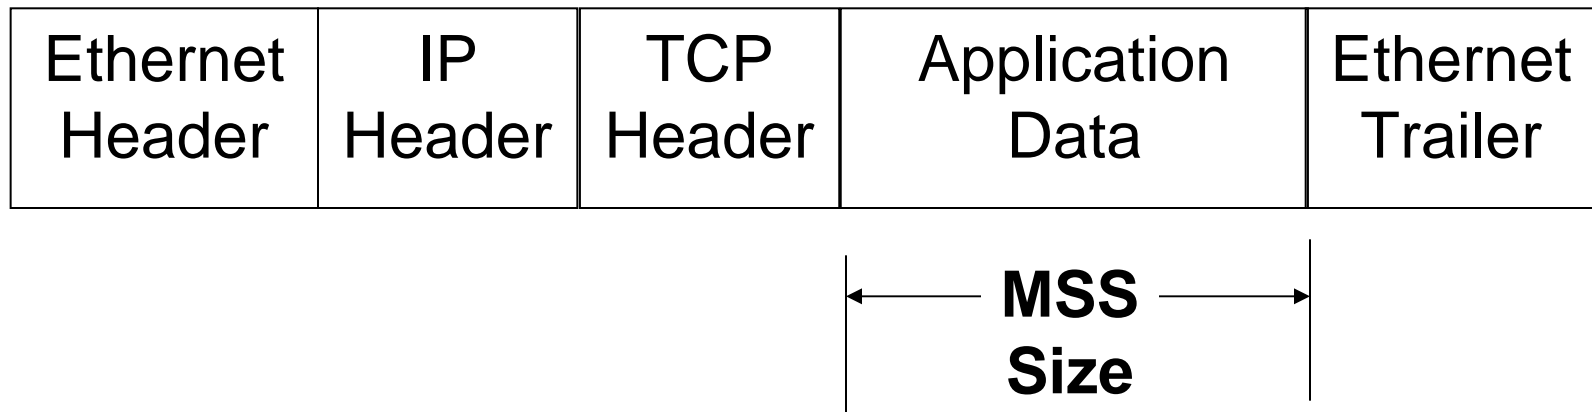 Ethernet
Header
IP
Header
TCP
Header
Application
Data
Ethernet
Trailer
MSS
Size